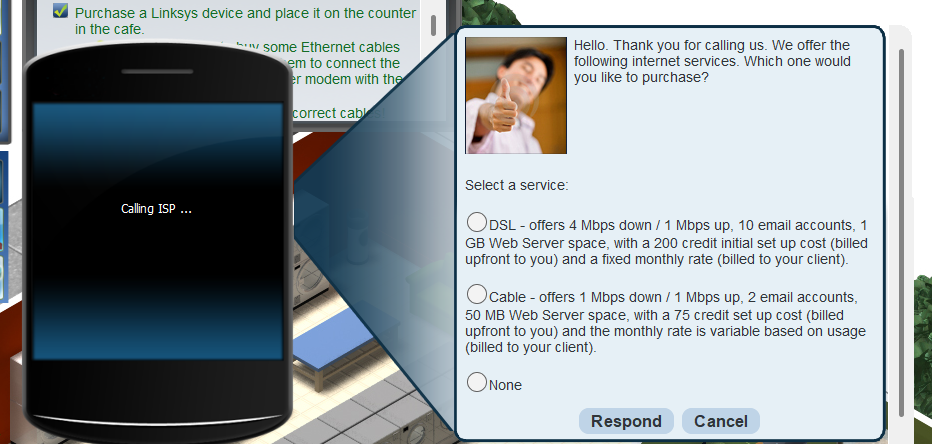 Purchase a Linksys device and place it on the counter
in the cafe.
buy some Ethernet cables
em to connect the
er modem with the
correct cabl
Calling ISP ...
Hello. Thank you for calling us. We offer the
following internet services. Which one would
you like to purchase?
Select a service:
DSL - offers 4 Mbps down / 1 Mbps up, 10 email accounts, 1
GB Web Server space, with a 200 credit initial set up cost (billed
upfront to you) and a fixed monthly rate (billed to your client).
Cable - offers 1 Mbps down / 1 Mbps up, 2 email accounts,
50 MB Web Server space, with a 75 credit set up cost (billed
upfront to you) and the monthly rate is variable based on usage
(billed to your client).
None
Respond Cancel